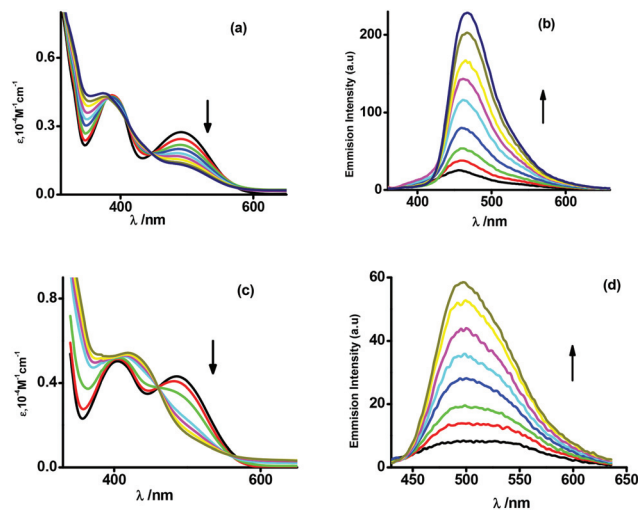 (a)
0.6
0.3
0.0
400
600
ε,10⁻⁴M⁻¹cm⁻¹
λ /nm
(b)
200
100
0
400
500
600
Emmision Intensity (a.u)
λ /nm
(c)
0.8
0.4
0.0
400
600
ε,10⁻⁴M⁻¹cm⁻¹
λ /nm
(d)
60
40
20
0
450
500
550
600
650
Emmision Intensity (a.u)
λ /nm